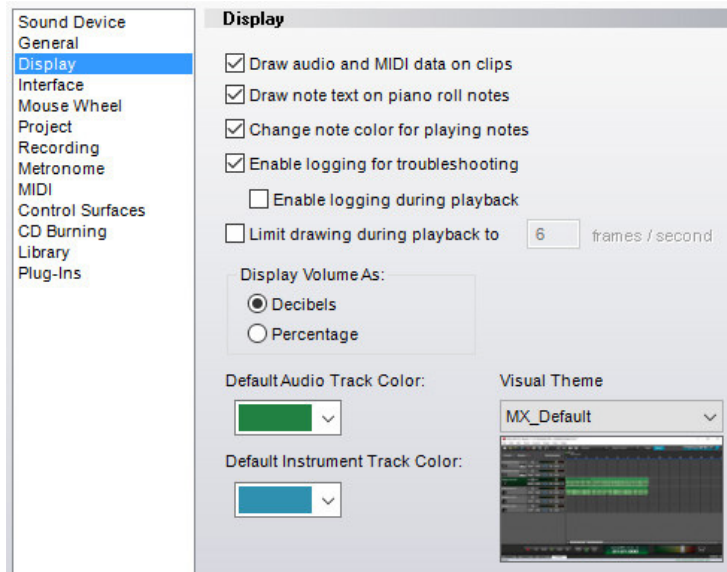 Sound Device
General
Display
Interface
Mouse Wheel
Project
Recording
Metronome
MIDI
Control Surfaces
CD Burning
Library
Plug-Ins
Display
Draw audio and MIDI data on clips
Draw note text on piano roll notes
Change note color for playing notes
Enable logging for troubleshooting
Enable logging during playback
Limit drawing during playback to 6 frames / second
Display Volume As:
Decibels
Percentage
Default Audio Track Color:
Default Instrument Track Color:
Visual Theme
MX_Default